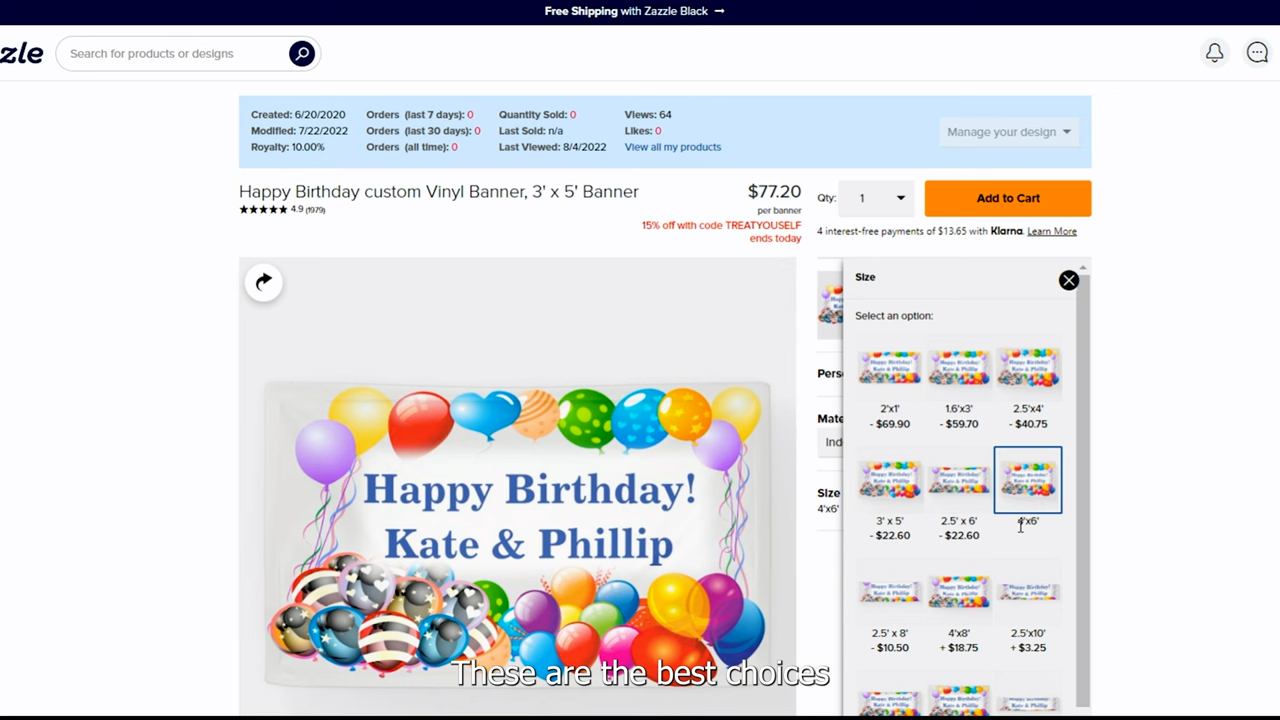 Free Shipping with Zazzle Black →
zle
Search for products or designs
Created: 6/20/2020
Modified: 7/22/2022
Royalty: 10.00%
Orders (last 7 days): 0
Orders (last 30 days): 0
Orders (all time): 0
Quantity Sold: 0
Last Sold: n/a
Last Viewed: 8/4/2022
Views: 64
Likes: 0
View all my products
Manage your design
Happy Birthday custom Vinyl Banner, 3' x 5' Banner
★★★★★ 4.9 (1979)
$77.20
per banner
15% off with code TREATYOUSELF
ends today
Qty: 1
Add to Cart
4 interest-free payments of $13.65 with Klarna. Learn More
Happy Birthday!
Kate & Phillip
Pers
Mate
Ind
Size
4'x6'
Size
Select an option:
2'x1'
- $69.90
1.6'x3'
- $59.70
2.5'x4'
- $40.75
3' x 5'
- $22.60
2.5' x 6'
- $22.60
4'x6'
2.5' x 8'
- $10.50
4'x8'
+ $18.75
2.5'x10'
+ $3.25
These are the best choices